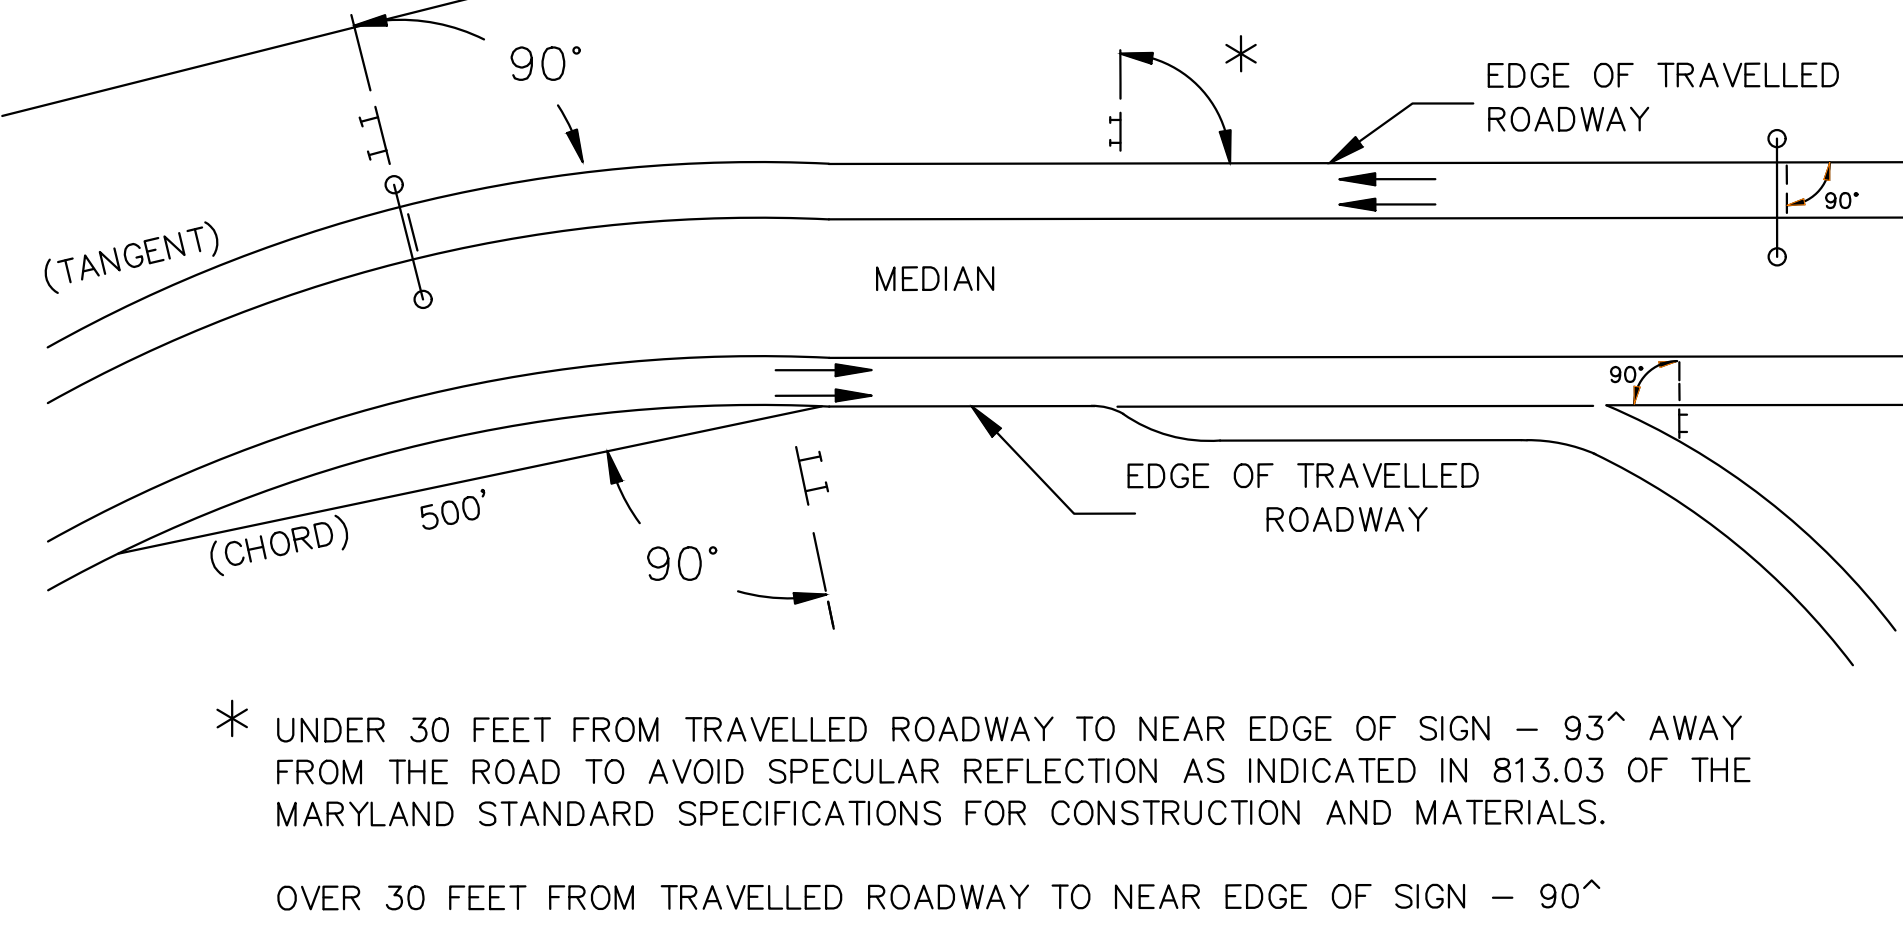 90°
*
EDGE OF TRAVELLED
ROADWAY
90°
(TANGENT)
MEDIAN
90°
EDGE OF TRAVELLED
ROADWAY
500'
(CHORD)
90°
* UNDER 30 FEET FROM TRAVELLED ROADWAY TO NEAR EDGE OF SIGN – 93^ AWAY
FROM THE ROAD TO AVOID SPECULAR REFLECTION AS INDICATED IN 813.03 OF THE
MARYLAND STANDARD SPECIFICATIONS FOR CONSTRUCTION AND MATERIALS.
OVER 30 FEET FROM TRAVELLED ROADWAY TO NEAR EDGE OF SIGN – 90^